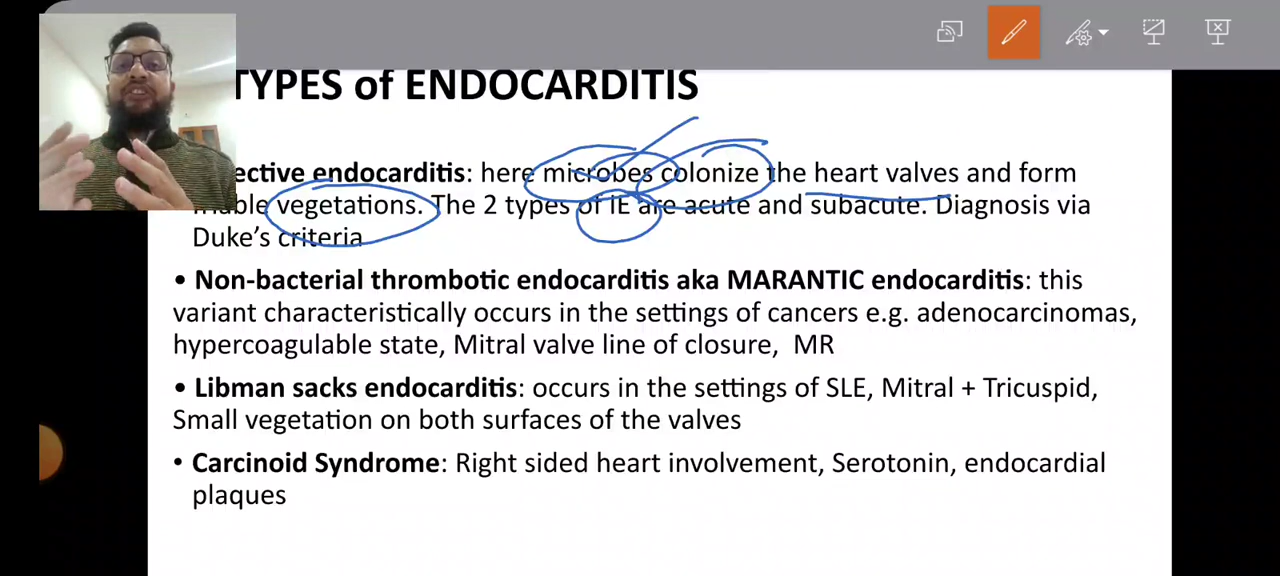 TYPES of ENDOCARDITIS
ective endocarditis: here microbes colonize the heart valves and form
vegetations. The 2 types of IE are acute and subacute. Diagnosis via
Duke’s criteria
• Non-bacterial thrombotic endocarditis aka MARANTIC endocarditis: this
variant characteristically occurs in the settings of cancers e.g. adenocarcinomas,
hypercoagulable state, Mitral valve line of closure, MR
• Libman sacks endocarditis: occurs in the settings of SLE, Mitral + Tricuspid,
Small vegetation on both surfaces of the valves
• Carcinoid Syndrome: Right sided heart involvement, Serotonin, endocardial
plaques